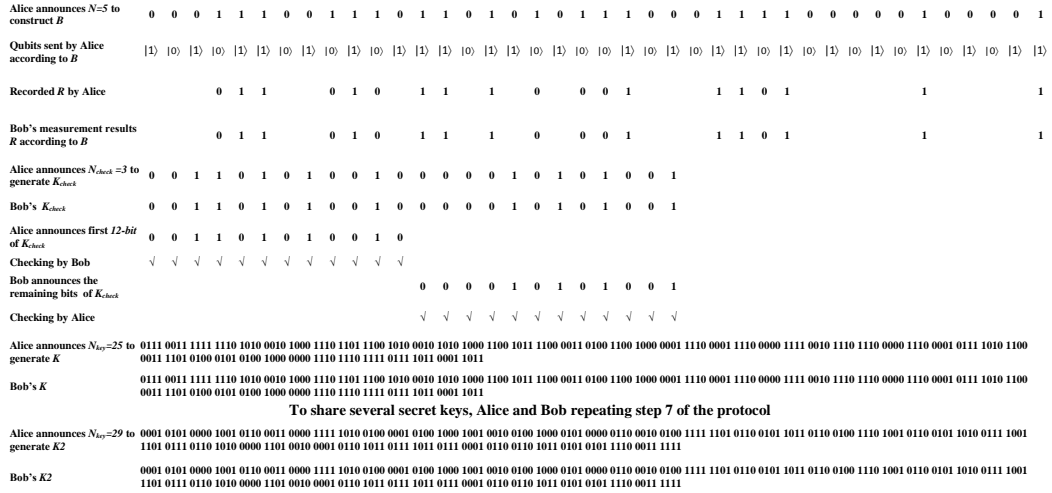 Alice announces N=5 to construct B 0 0 0 1 1 1 0 0 1 1 1 0 1 1 0 1 0 1 0 1 1 1 0 0 0 1 1 1 1 0 0 0 0 0 1 0 0 0 0 1
Qubits sent by Alice according to B |1⟩ |0⟩ |1⟩ |0⟩ |1⟩ |1⟩ |0⟩ |1⟩ |0⟩ |1⟩ |0⟩ |1⟩ |1⟩ |1⟩ |0⟩ |1⟩ |1⟩ |0⟩ |1⟩ |0⟩ |0⟩ |1⟩ |0⟩ |0⟩ |1⟩ |1⟩ |1⟩ |0⟩ |1⟩ |0⟩ |0⟩ |1⟩ |0⟩ |1⟩ |1⟩ |0⟩ |1⟩ |0⟩ |1⟩ |1⟩
Recorded R by Alice 0 1 1 0 1 0 1 1 1 0 0 0 1 1 1 0 1 1 1
Bob's measurement results R according to B 0 1 1 0 1 0 1 1 1 0 0 0 1 1 1 0 1 1 1
Alice announces Ncheck =3 to generate Kcheck 0 0 1 1 0 1 0 1 0 0 1 0 0 0 0 0 1 0 1 0 1 0 0 1
Bob's Kcheck 0 0 1 1 0 1 0 1 0 0 1 0 0 0 0 0 1 0 1 0 1 0 0 1
Alice announces first 12-bit of Kcheck 0 0 1 1 0 1 0 1 0 0 1 0
Checking by Bob √ √ √ √ √ √ √ √ √ √ √ √
Bob announces the remaining bits of Kcheck 0 0 0 0 1 0 1 0 1 0 0 1
Checking by Alice √ √ √ √ √ √ √ √ √ √ √ √
Alice announces Nkey=25 to generate K 0111 0011 1111 1110 1010 0010 1000 1110 1101 1100 1010 0010 1010 1000 1100 1011 1100 0011 0100 1100 1000 0001 1110 0001 1110 0000 1111 0010 1110 1110 0000 1110 0001 0111 1010 1100
0011 1101 0100 0101 0100 1000 0000 1110 1110 1111 0111 1011 0001 1011
Bob's K 0111 0011 1111 1110 1010 0010 1000 1110 1101 1100 1010 0010 1010 1000 1100 1011 1100 0011 0100 1100 1000 0001 1110 0001 1110 0000 1111 0010 1110 1110 0000 1110 0001 0111 1010 1100
0011 1101 0100 0101 0100 1000 0000 1110 1110 1111 0111 1011 0001 1011
To share several secret keys, Alice and Bob repeating step 7 of the protocol
Alice announces Nkey=29 to generate K2 0001 0101 0000 1001 0110 0011 0000 1111 1010 0100 0001 0100 1000 1001 0010 0100 1000 0101 0000 0110 0010 0100 1111 1101 0110 0101 1011 0110 0100 1110 1001 0110 0101 1010 0111 1001
1101 0111 0110 1010 0000 1101 0010 0001 0110 1011 0111 1011 0111 0001 0110 0110 1011 0101 0101 1110 0011 1111
Bob's K2 0001 0101 0000 1001 0110 0011 0000 1111 1010 0100 0001 0100 1000 1001 0010 0100 1000 0101 0000 0110 0010 0100 1111 1101 0110 0101 1011 0110 0100 1110 1001 0110 0101 1010 0111 1001
1101 0111 0110 1010 0000 1101 0010 0001 0110 1011 0111 1011 0111 0001 0110 0110 1011 0101 0101 1110 0011 1111